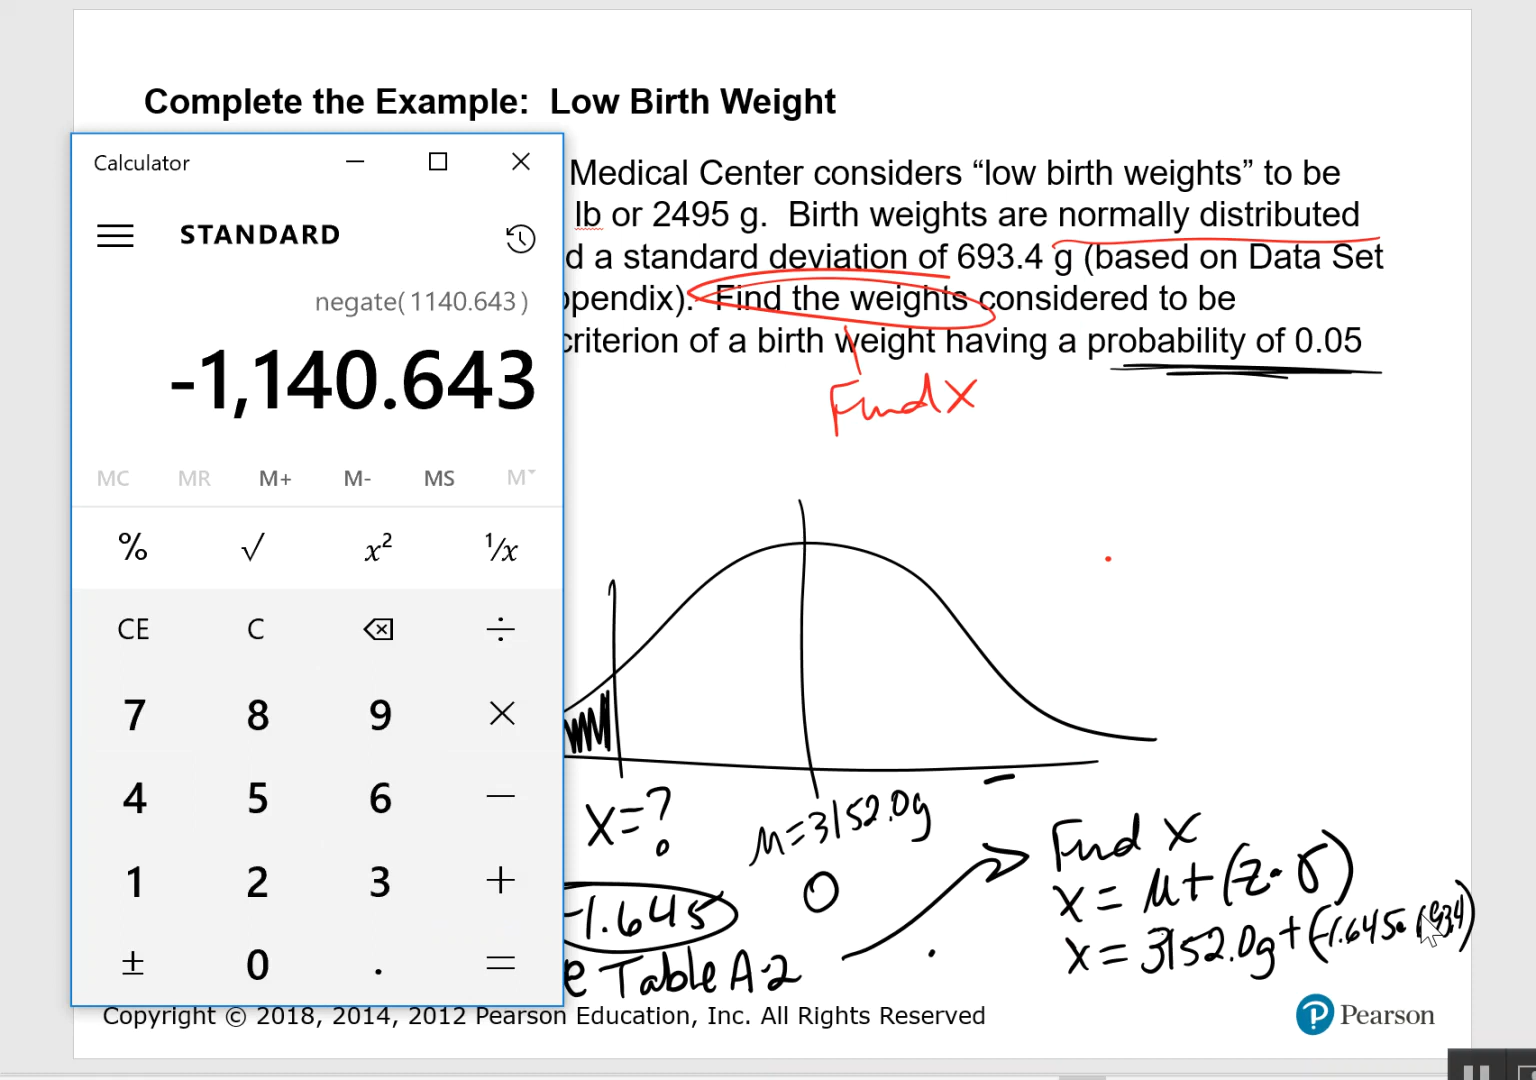 Complete the Example: Low Birth Weight
Medical Center considers “low birth weights” to be
lb or 2495 g. Birth weights are normally distributed
d a standard deviation of 693.4 g (based on Data Set
ppendix). Find the weights considered to be
criterion of a birth weight having a probability of 0.05
Find X
Calculator
STANDARD
negate( 1140.643 )
-1,140.643
MC MR M+ M- MS M
% √ x² ¹/x
CE C ÷
7 8 9 ×
4 5 6 −
1 2 3 +
± 0 . =
X=?
μ=3152.0g
0
-1.645
e Table A-2
Find X
X = μ+(z·σ)
X = 3152.0g+(-1.645•693.4)
Copyright © 2018, 2014, 2012 Pearson Education, Inc. All Rights Reserved
P Pearson